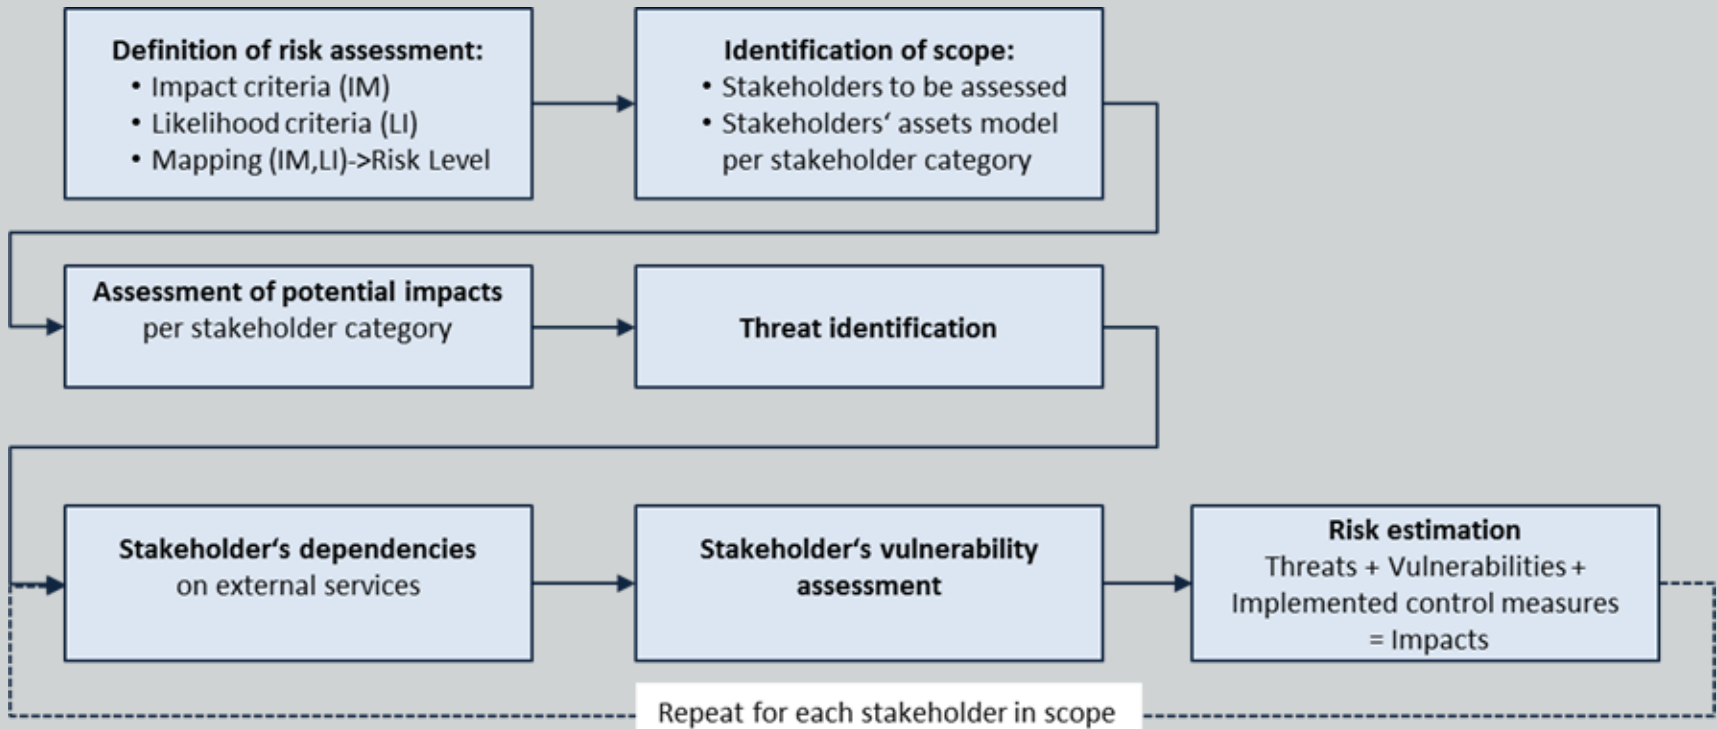 Definition of risk assessment:
• Impact criteria (IM)
• Likelihood criteria (LI)
• Mapping (IM,LI)->Risk Level
Identification of scope:
• Stakeholders to be assessed
• Stakeholders‘ assets model
per stakeholder category
Assessment of potential impacts
per stakeholder category
Threat identification
Stakeholder‘s dependencies
on external services
Stakeholder‘s vulnerability
assessment
Risk estimation
Threats + Vulnerabilities +
Implemented control measures
= Impacts
Repeat for each stakeholder in scope